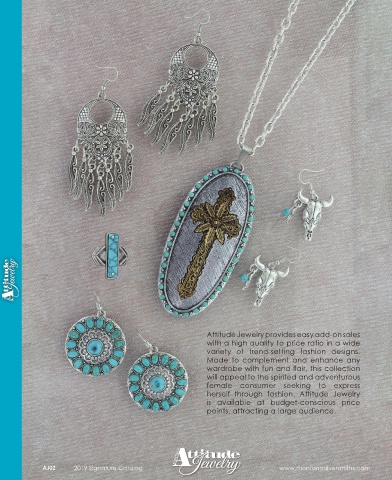 Attitude
Jewelry
Attitude Jewelry provides easy add-on sales
with a high quality to price ratio in a wide
variety of trend-setting fashion designs.
Made to complement and enhance any
wardrobe with fun and flair, this collection
will appeal to the spirited and adventurous
female consumer seeking to express
herself through fashion. Attitude Jewelry
is available at budget-conscious price
points, attracting a large audience.
AJ02 2019 Signature Catalog
Attitude
Jewelry
www.montanasilversmiths.com